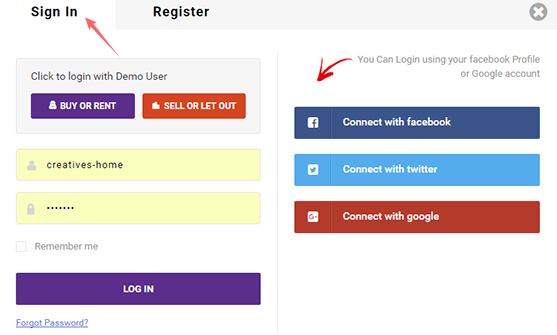 Sign In
Register
Click to login with Demo User
BUY OR RENT
SELL OR LET OUT
creatives-home
•••••••
Remember me
LOG IN
Forgot Password?
You Can Login using your facebook Profile
or Google account
Connect with facebook
Connect with twitter
Connect with google